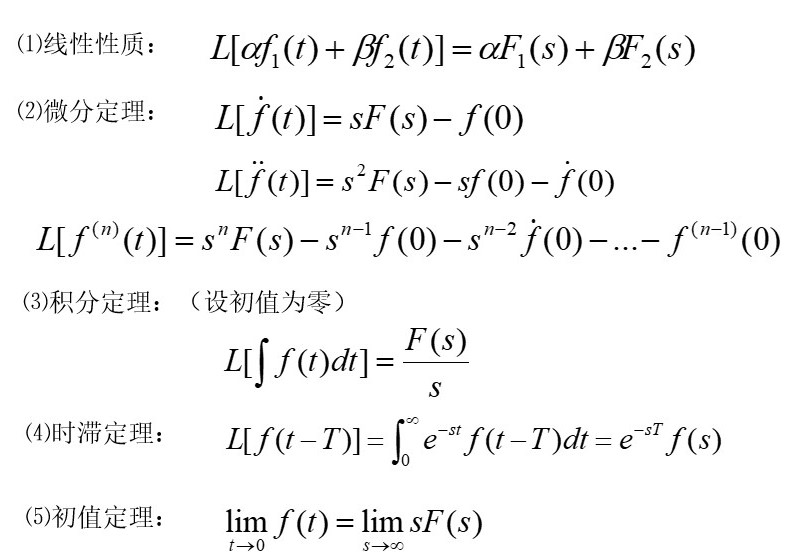 ⑴线性性质： L[αf₁(t) + βf₂(t)] = αF₁(s) + βF₂(s)
⑵微分定理： L[ḟ(t)] = sF(s) − f(0)
L[f̈(t)] = s²F(s) − sf(0) − ḟ(0)
L[f⁽ⁿ⁾(t)] = sⁿF(s) − sⁿ⁻¹f(0) − sⁿ⁻²ḟ(0) − ... − f⁽ⁿ⁻¹⁾(0)
⑶积分定理：（设初值为零）
L[∫ f(t)dt] = F(s)/s
⑷时滞定理： L[f(t−T)] = ∫₀^∞ e^{−st} f(t−T)dt = e^{−sT} f(s)
⑸初值定理： lim_{t→0} f(t) = lim_{s→∞} sF(s)